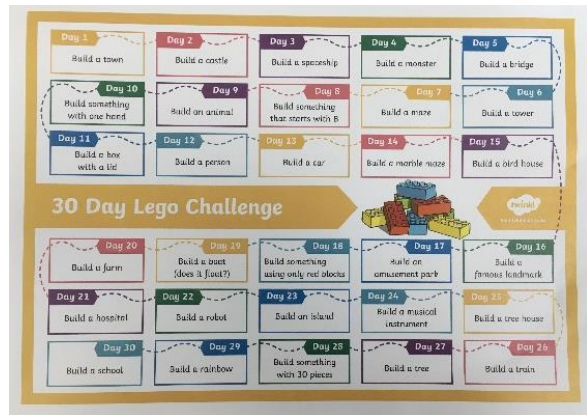 Day 1
Build a town
Day 2
Build a castle
Day 3
Build a spaceship
Day 4
Build a monster
Day 5
Build a bridge
Day 6
Build a tower
Day 7
Build a maze
Day 8
Build something
that starts with B
Day 9
Build an animal
Day 10
Build something
with one hand
Day 11
Build a box
with a lid
Day 12
Build a person
Day 13
Build a car
Day 14
Build a marble maze
Day 15
Build a bird house
30 Day Lego Challenge
twinkl
Day 16
Build a
famous landmark
Day 17
Build an
amusement park
Day 18
Build something
using only red blocks
Day 19
Build a boat
(does it float?)
Day 20
Build a farm
Day 21
Build a hospital
Day 22
Build a robot
Day 23
Build an island
Day 24
Build a musical
instrument
Day 25
Build a tree house
Day 26
Build a train
Day 27
Build a tree
Day 28
Build something
with 30 pieces
Day 29
Build a rainbow
Day 30
Build a school